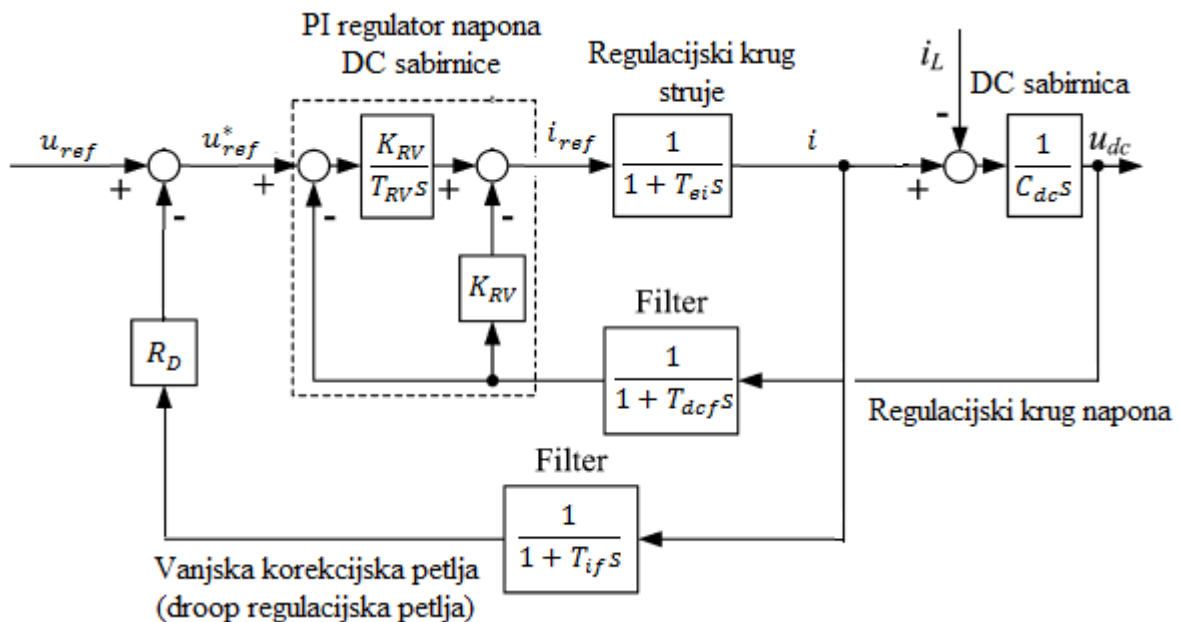 PI regulator napona
DC sabirnice
Regulacijski krug
struje
i_L
DC sabirnica
u_ref
u*_ref
K_RV
T_RV s
i_ref
1
1 + T_ei s
i
1
C_dc s
u_dc
+
-
+
-
+
-
+
-
K_RV
Filter
1
1 + T_dcf s
R_D
Regulacijski krug napona
Filter
1
1 + T_if s
Vanjska korekcijska petlja
(droop regulacijska petlja)